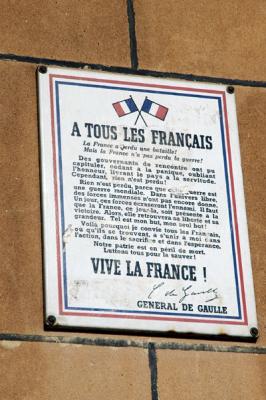 A TOUS LES FRANÇAIS
La France a perdu une bataille!
Mais la France n'a pas perdu la guerre!
Des gouvernants de rencontre ont pu
capituler, cédant à la panique, oubliant
l'honneur, livrant le pays à la servitude.
Cependant, rien n'est perdu!
Rien n'est perdu, parce que cette guerre est
une guerre mondiale. Dans l'univers libre,
des forces immenses n'ont pas encore donné.
Un jour, ces forces écraseront l'ennemi. Il faut
que la France, ce jour-là, soit présente à la
victoire. Alors, elle retrouvera sa liberté et sa
grandeur. Tel est mon but, mon seul but!
Voilà pourquoi je convie tous les Français,
où qu'ils se trouvent, à s'unir à moi dans
l'action, dans le sacrifice et dans l'espérance.
Notre patrie est en péril de mort.
Luttons tous pour la sauver!
VIVE LA FRANCE !
C. de Gaulle
GENERAL DE GAULLE